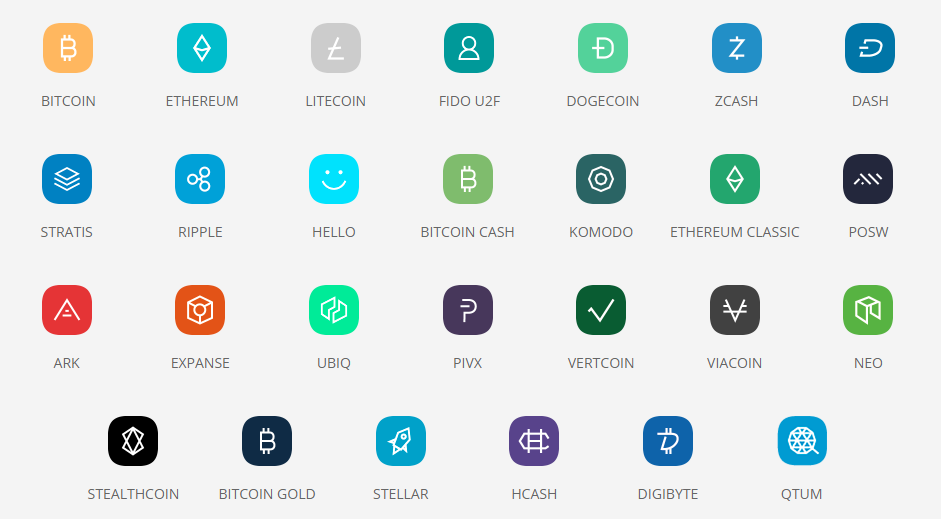 BITCOIN ETHEREUM LITECOIN FIDO U2F DOGECOIN ZCASH DASH
STRATIS RIPPLE HELLO BITCOIN CASH KOMODO ETHEREUM CLASSIC POSW
ARK EXPANSE UBIQ PIVX VERTCOIN VIACOIN NEO
STEALTHCOIN BITCOIN GOLD STELLAR HCASH DIGIBYTE QTUM